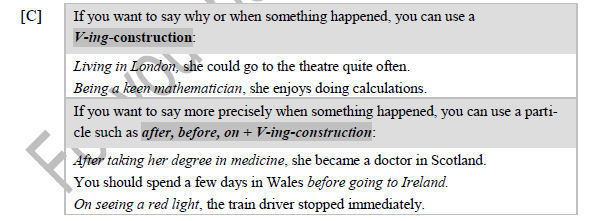 [C] If you want to say why or when something happened, you can use a
V-ing-construction:
Living in London, she could go to the theatre quite often.
Being a keen mathematician, she enjoys doing calculations.
If you want to say more precisely when something happened, you can use a parti-
cle such as after, before, on + V-ing-construction:
After taking her degree in medicine, she became a doctor in Scotland.
You should spend a few days in Wales before going to Ireland.
On seeing a red light, the train driver stopped immediately.